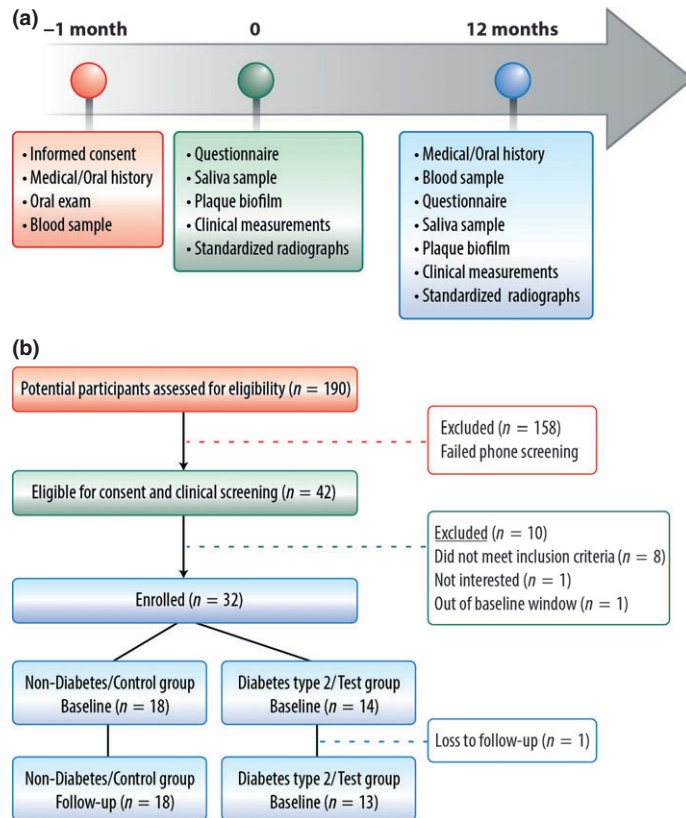 (a)
−1 month
0
12 months
• Informed consent
• Medical/Oral history
• Oral exam
• Blood sample
• Questionnaire
• Saliva sample
• Plaque biofilm
• Clinical measurements
• Standardized radiographs
• Medical/Oral history
• Blood sample
• Questionnaire
• Saliva sample
• Plaque biofilm
• Clinical measurements
• Standardized radiographs
(b)
Potential participants assessed for eligibility (n = 190)
Excluded (n = 158)
Failed phone screening
Eligible for consent and clinical screening (n = 42)
Excluded (n = 10)
Did not meet inclusion criteria (n = 8)
Not interested (n = 1)
Out of baseline window (n = 1)
Enrolled (n = 32)
Non-Diabetes/Control group
Baseline (n = 18)
Diabetes type 2/Test group
Baseline (n = 14)
Loss to follow-up (n = 1)
Non-Diabetes/Control group
Follow-up (n = 18)
Diabetes type 2/Test group
Baseline (n = 13)